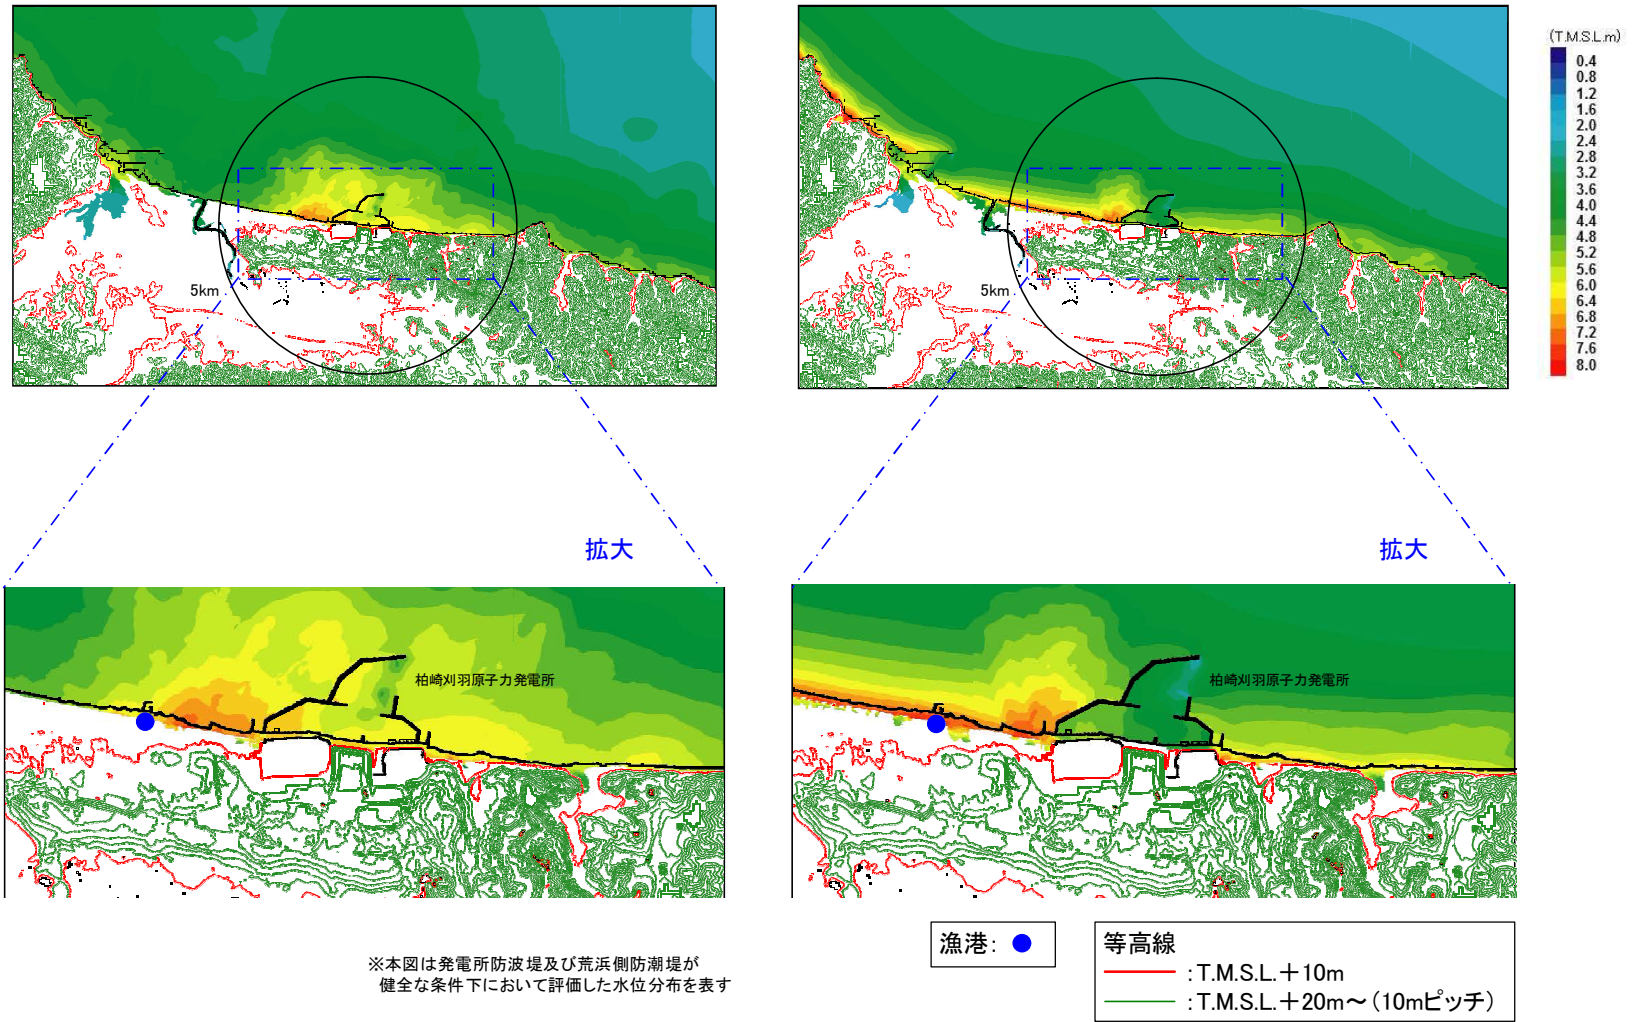 (T.M.S.L.m)
0.4
0.8
1.2
1.6
2.0
2.4
2.8
3.2
3.6
4.0
4.4
4.8
5.2
5.6
6.0
6.4
6.8
7.2
7.6
8.0
5km
5km
拡大
拡大
柏崎刈羽原子力発電所
柏崎刈羽原子力発電所
漁港：
等高線
：T.M.S.L.＋10m
：T.M.S.L.＋20m～（10mピッチ）
※本図は発電所防波堤及び荒浜側防潮堤が
健全な条件下において評価した水位分布を表す